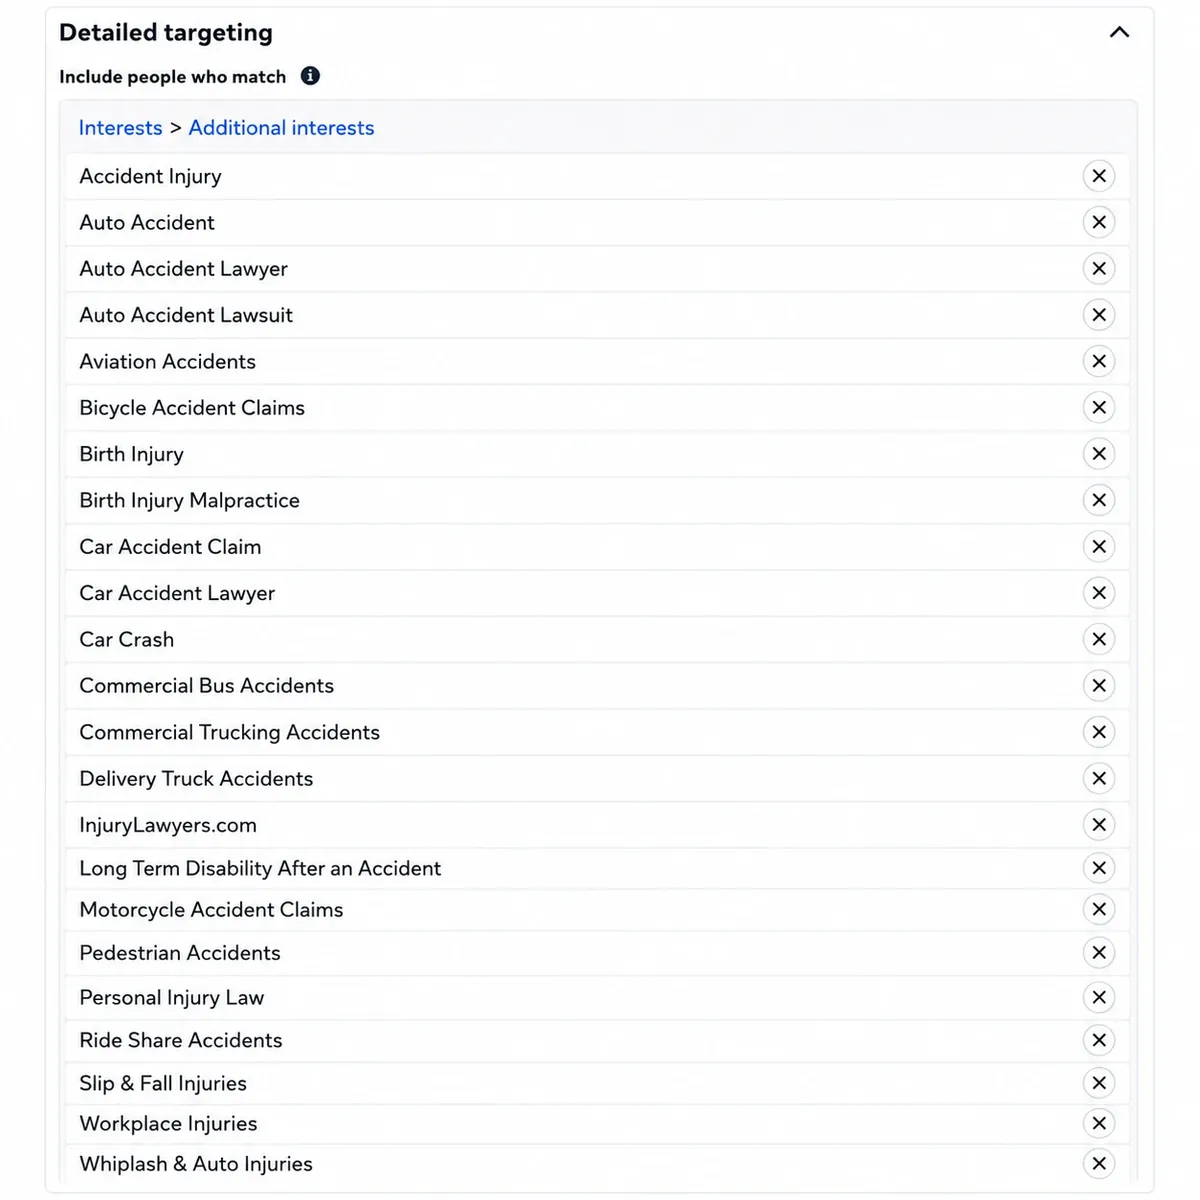 Detailed targeting
Include people who match
Interests > Additional interests
Accident Injury
Auto Accident
Auto Accident Lawyer
Auto Accident Lawsuit
Aviation Accidents
Bicycle Accident Claims
Birth Injury
Birth Injury Malpractice
Car Accident Claim
Car Accident Lawyer
Car Crash
Commercial Bus Accidents
Commercial Trucking Accidents
Delivery Truck Accidents
InjuryLawyers.com
Long Term Disability After an Accident
Motorcycle Accident Claims
Pedestrian Accidents
Personal Injury Law
Ride Share Accidents
Slip & Fall Injuries
Workplace Injuries
Whiplash & Auto Injuries